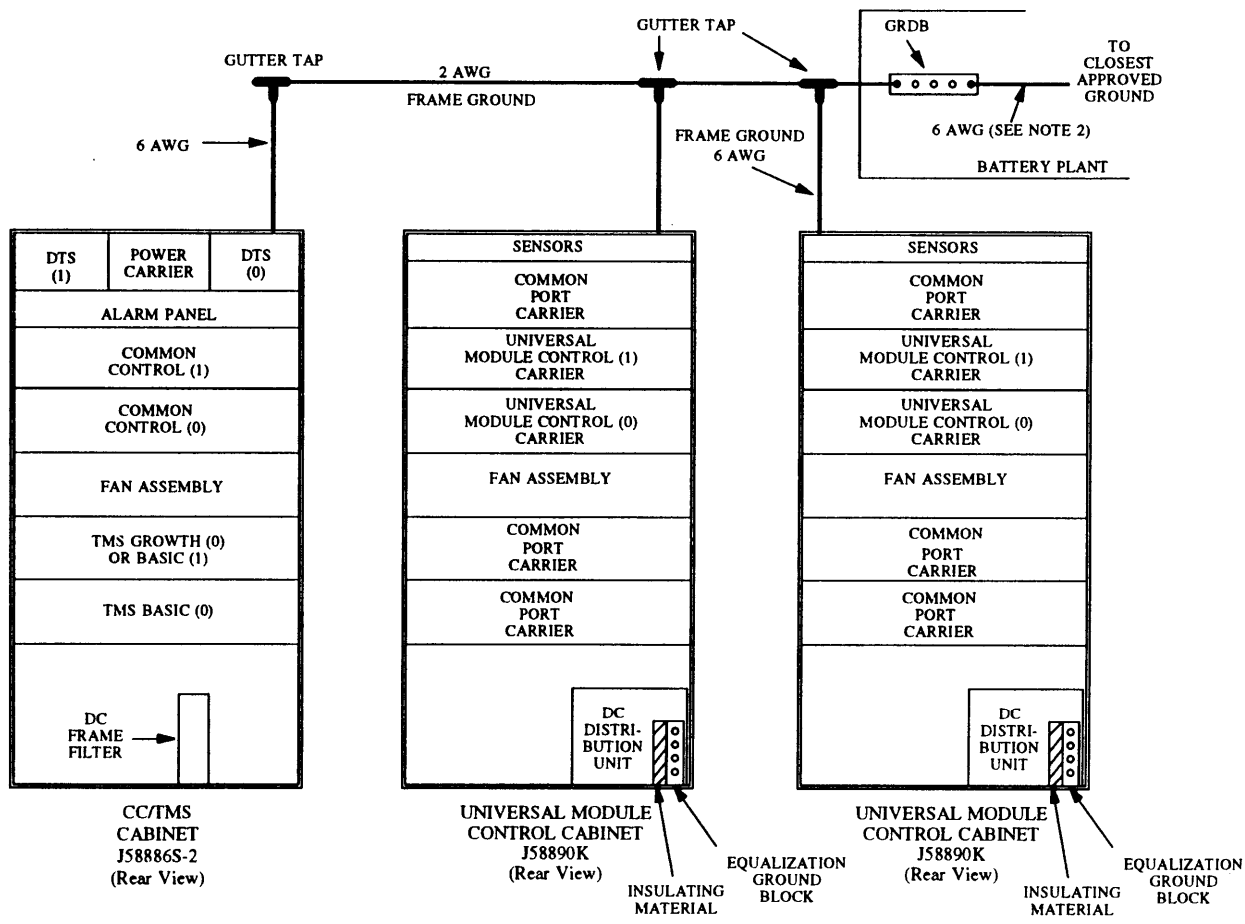 GUTTER TAP
GRDB
TO
CLOSEST
APPROVED
GROUND
GUTTER TAP
2 AWG
FRAME GROUND
6 AWG
FRAME GROUND
6 AWG
6 AWG (SEE NOTE 2)
BATTERY PLANT
DTS
(1)
POWER
CARRIER
DTS
(0)
ALARM PANEL
COMMON
CONTROL (1)
COMMON
CONTROL (0)
FAN ASSEMBLY
TMS GROWTH (0)
OR BASIC (1)
TMS BASIC (0)
DC
FRAME
FILTER
CC/TMS
CABINET
J58886S-2
(Rear View)
SENSORS
COMMON
PORT
CARRIER
UNIVERSAL
MODULE CONTROL (1)
CARRIER
UNIVERSAL
MODULE CONTROL (0)
CARRIER
FAN ASSEMBLY
COMMON
PORT
CARRIER
COMMON
PORT
CARRIER
DC
DISTRI-
BUTION
UNIT
UNIVERSAL MODULE
CONTROL CABINET
J58890K
(Rear View)
INSULATING
MATERIAL
EQUALIZATION
GROUND
BLOCK
SENSORS
COMMON
PORT
CARRIER
UNIVERSAL
MODULE CONTROL (1)
CARRIER
UNIVERSAL
MODULE CONTROL (0)
CARRIER
FAN ASSEMBLY
COMMON
PORT
CARRIER
COMMON
PORT
CARRIER
DC
DISTRI-
BUTION
UNIT
UNIVERSAL MODULE
CONTROL CABINET
J58890K
(Rear View)
INSULATING
MATERIAL
EQUALIZATION
GROUND
BLOCK